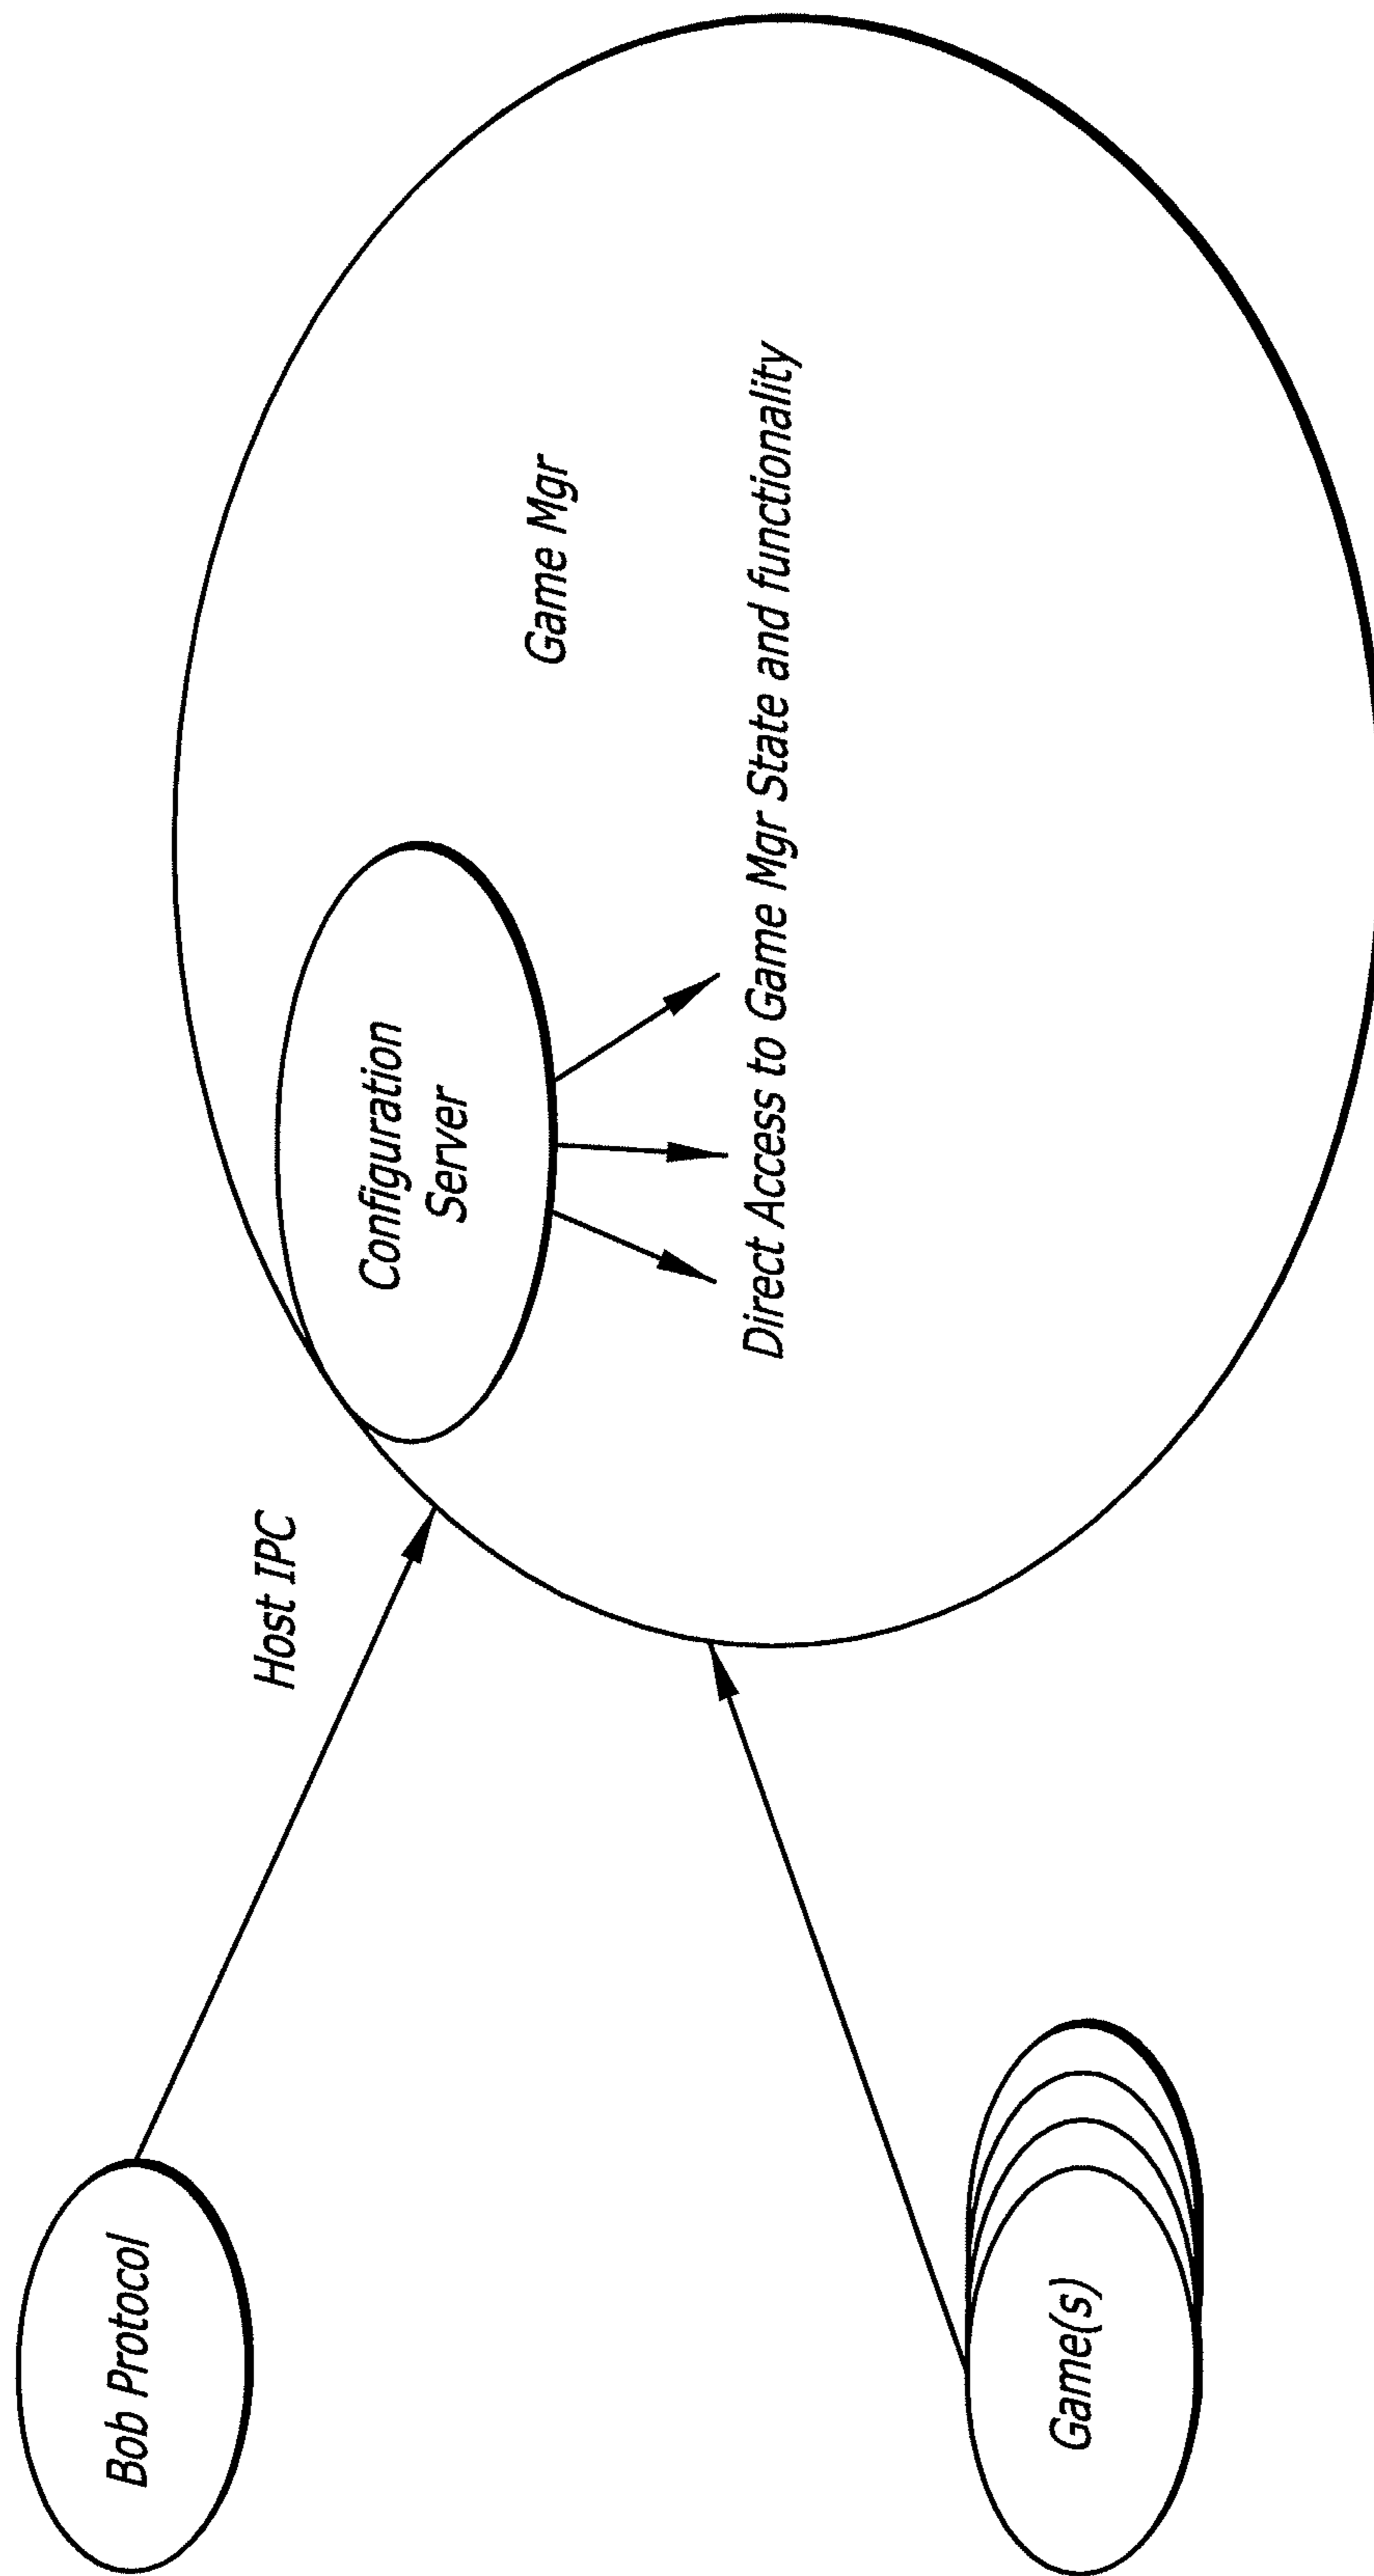 Bob Protocol
Host IPC
Configuration
Server
Game Mgr
Direct Access to Game Mgr State and functionality
Game(s)